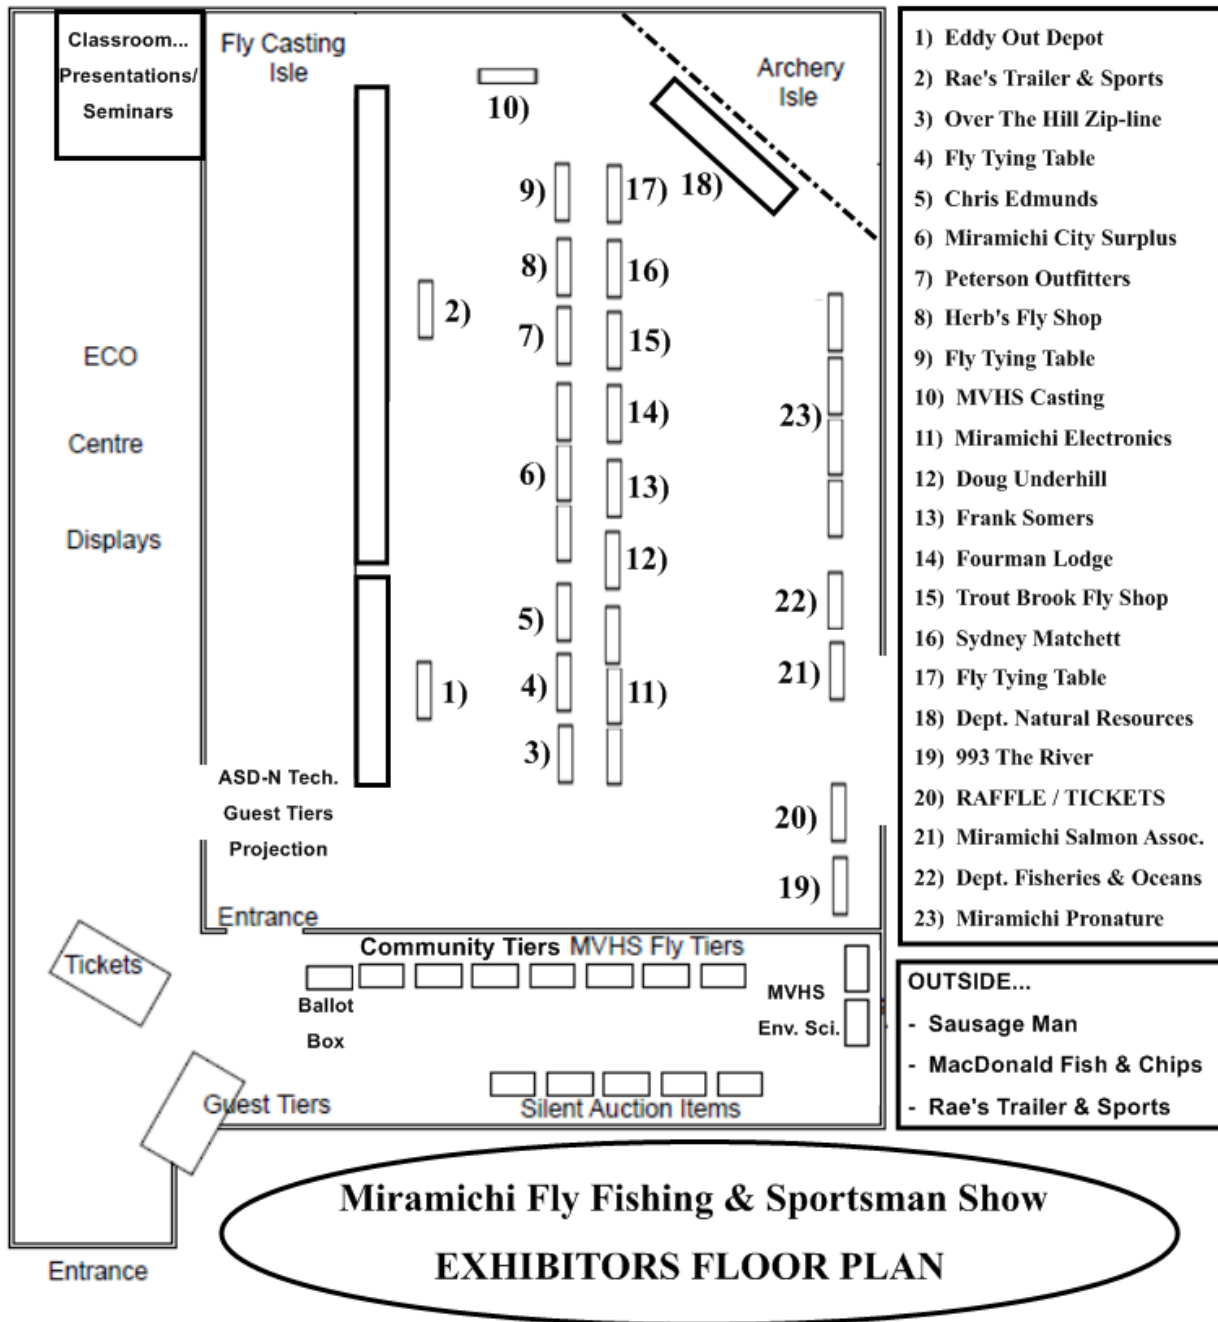 Classroom...
Presentations/
Seminars
Fly Casting
Isle
10)
Archery
Isle
18)
9)
17)
8)
16)
2)
7)
15)
14)
23)
6)
13)
12)
22)
5)
21)
4)
11)
1)
3)
20)
19)
ECO
Centre
Displays
ASD-N Tech.
Guest Tiers
Projection
Entrance
Tickets
Community Tiers MVHS Fly Tiers
Ballot
Box
MVHS
Env. Sci.
Guest Tiers
Silent Auction Items
Entrance
1) Eddy Out Depot
2) Rae's Trailer & Sports
3) Over The Hill Zip-line
4) Fly Tying Table
5) Chris Edmunds
6) Miramichi City Surplus
7) Peterson Outfitters
8) Herb's Fly Shop
9) Fly Tying Table
10) MVHS Casting
11) Miramichi Electronics
12) Doug Underhill
13) Frank Somers
14) Fourman Lodge
15) Trout Brook Fly Shop
16) Sydney Matchett
17) Fly Tying Table
18) Dept. Natural Resources
19) 993 The River
20) RAFFLE / TICKETS
21) Miramichi Salmon Assoc.
22) Dept. Fisheries & Oceans
23) Miramichi Pronature
OUTSIDE...
- Sausage Man
- MacDonald Fish & Chips
- Rae's Trailer & Sports
Miramichi Fly Fishing & Sportsman Show
EXHIBITORS FLOOR PLAN